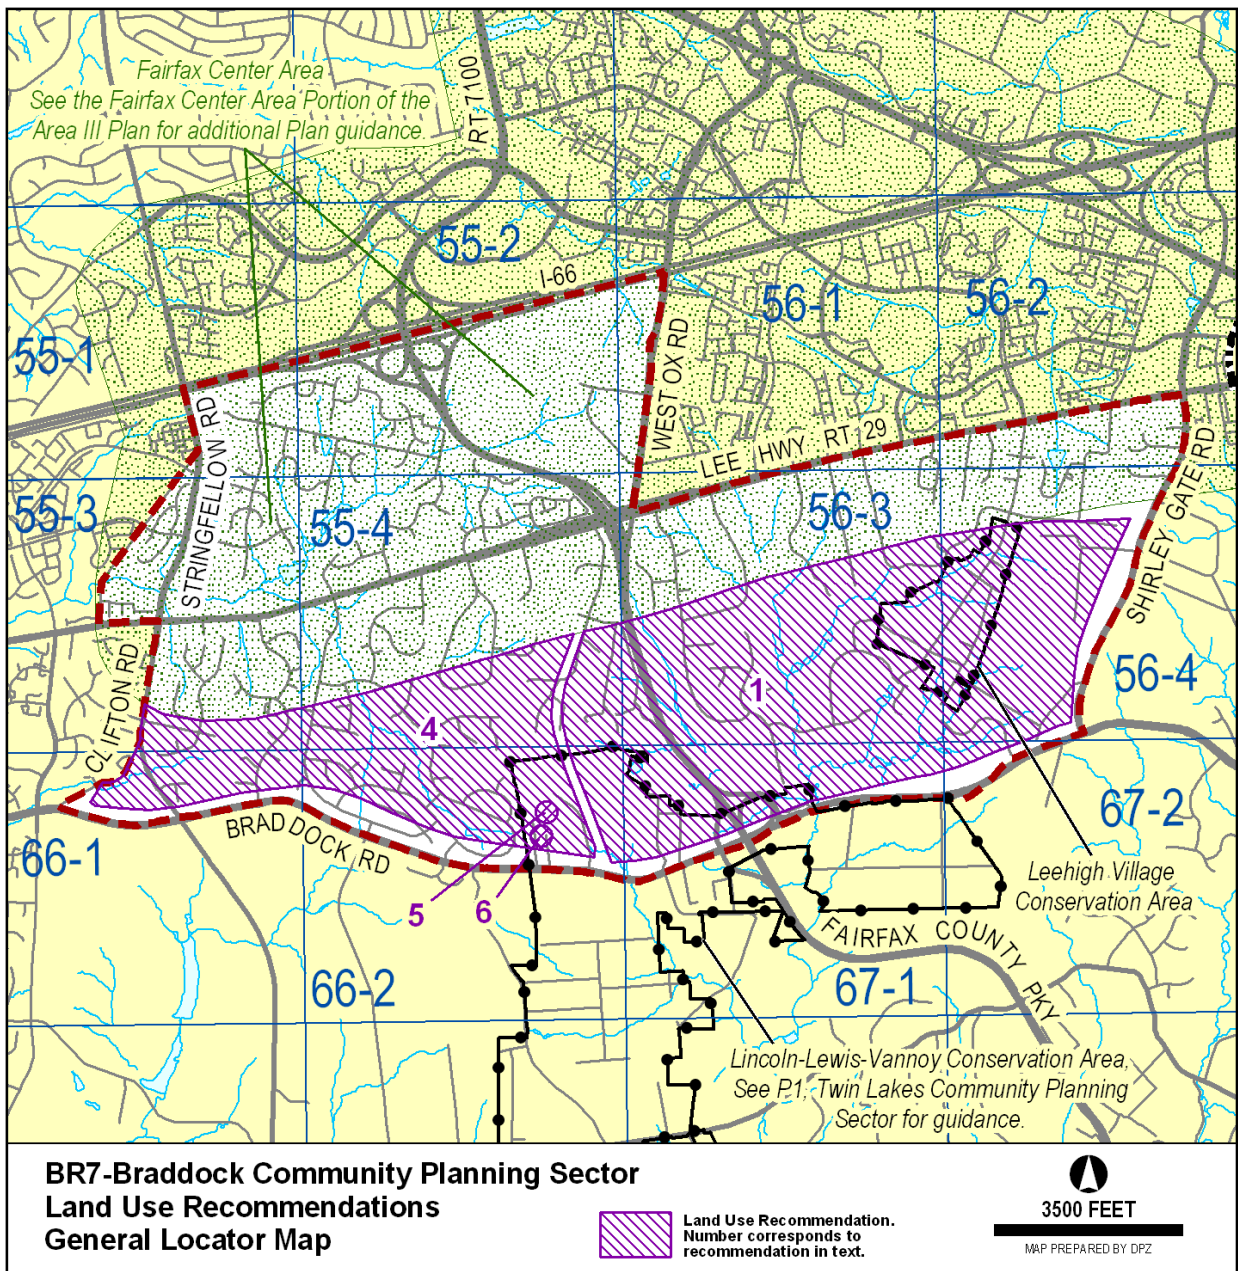 Fairfax Center Area
See the Fairfax Center Area Portion of the
Area III Plan for additional Plan guidance.
RT 7100
55-2
I-66
56-1
56-2
55-1
WEST OX RD
STRINGFELLOW RD
LEE HWY RT. 29
55-3
55-4
56-3
SHIRLEY GATE RD
CLIFTON RD
56-4
1
4
BRADDOCK RD
67-2
66-1
Leehigh Village
Conservation Area
5
6
FAIRFAX COUNTY PKY
66-2
67-1
Lincoln-Lewis-Vannoy Conservation Area,
See P1, Twin Lakes Community Planning
Sector for guidance.
BR7-Braddock Community Planning Sector
Land Use Recommendations
General Locator Map
Land Use Recommendation.
Number corresponds to
recommendation in text.
3500 FEET
MAP PREPARED BY DPZ